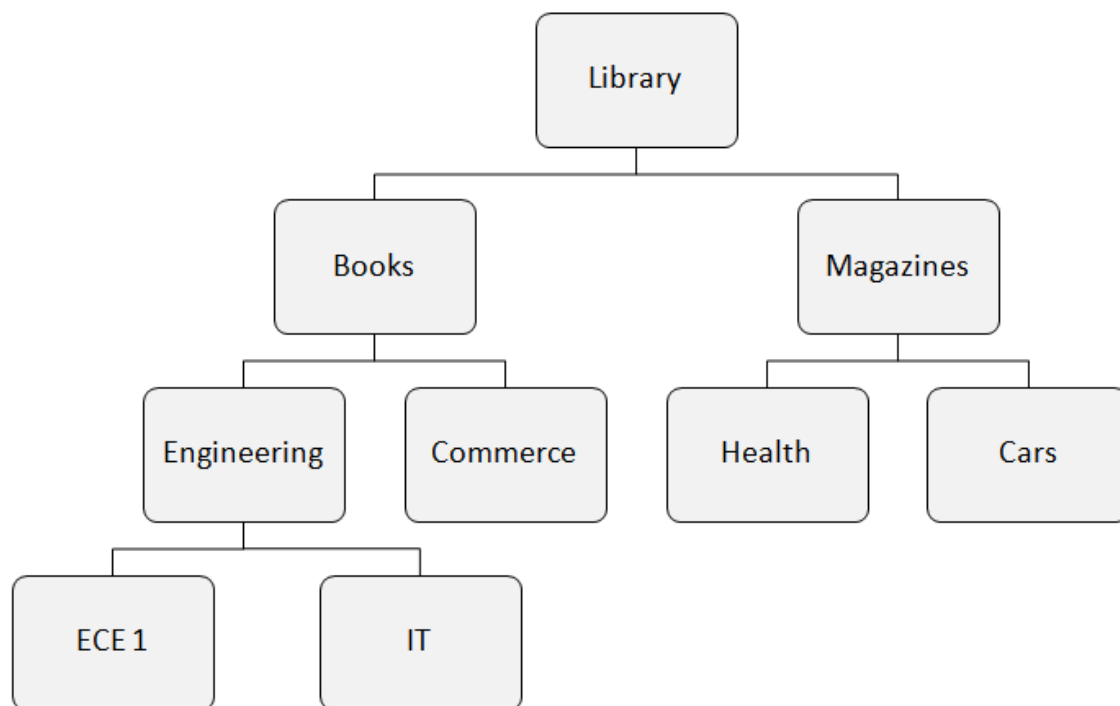 Library
Books
Magazines
Engineering
Commerce
Health
Cars
ECE 1
IT